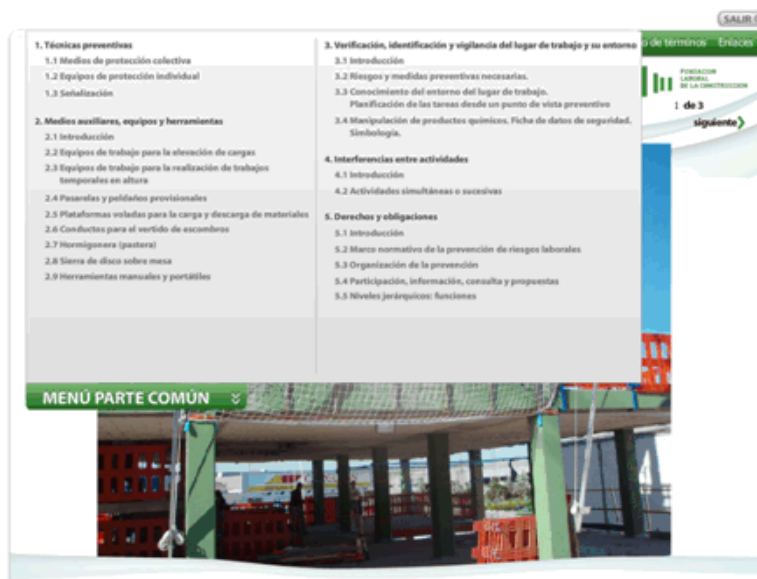 SALIR
1. Técnicas preventivas
1.1 Medios de protección colectiva
1.2 Equipos de protección individual
1.3 Señalización
2. Medios auxiliares, equipos y herramientas
2.1 Introducción
2.2 Equipos de trabajo para la elevación de cargas
2.3 Equipos de trabajo para la realización de trabajos
temporales en altura
2.4 Pasarelas y peldaños provisionales
2.5 Plataformas voladas para la carga y descarga de materiales
2.6 Conductos para el vertido de escombros
2.7 Hormigonera (pastera)
2.8 Sierra de disco sobre mesa
2.9 Herramientas manuales y portátiles
3. Verificación, identificación y vigilancia del lugar de trabajo y su entorno
3.1 Introducción
3.2 Riesgos y medidas preventivas necesarias.
3.3 Conocimiento del entorno del lugar de trabajo.
Planificación de las tareas desde un punto de vista preventivo
3.4 Manipulación de productos químicos. Ficha de datos de seguridad.
Simbología.
4. Interferencias entre actividades
4.1 Introducción
4.2 Actividades simultáneas o sucesivas
5. Derechos y obligaciones
5.1 Introducción
5.2 Marco normativo de la prevención de riesgos laborales
5.3 Organización de la prevención
5.4 Participación, información, consulta y propuestas
5.5 Niveles jerárquicos: funciones
o de términos Enlaces
FUNDACION
LABORAL
DE LA CONSTRUCCION
1 de 3
siguiente
MENÚ PARTE COMÚN